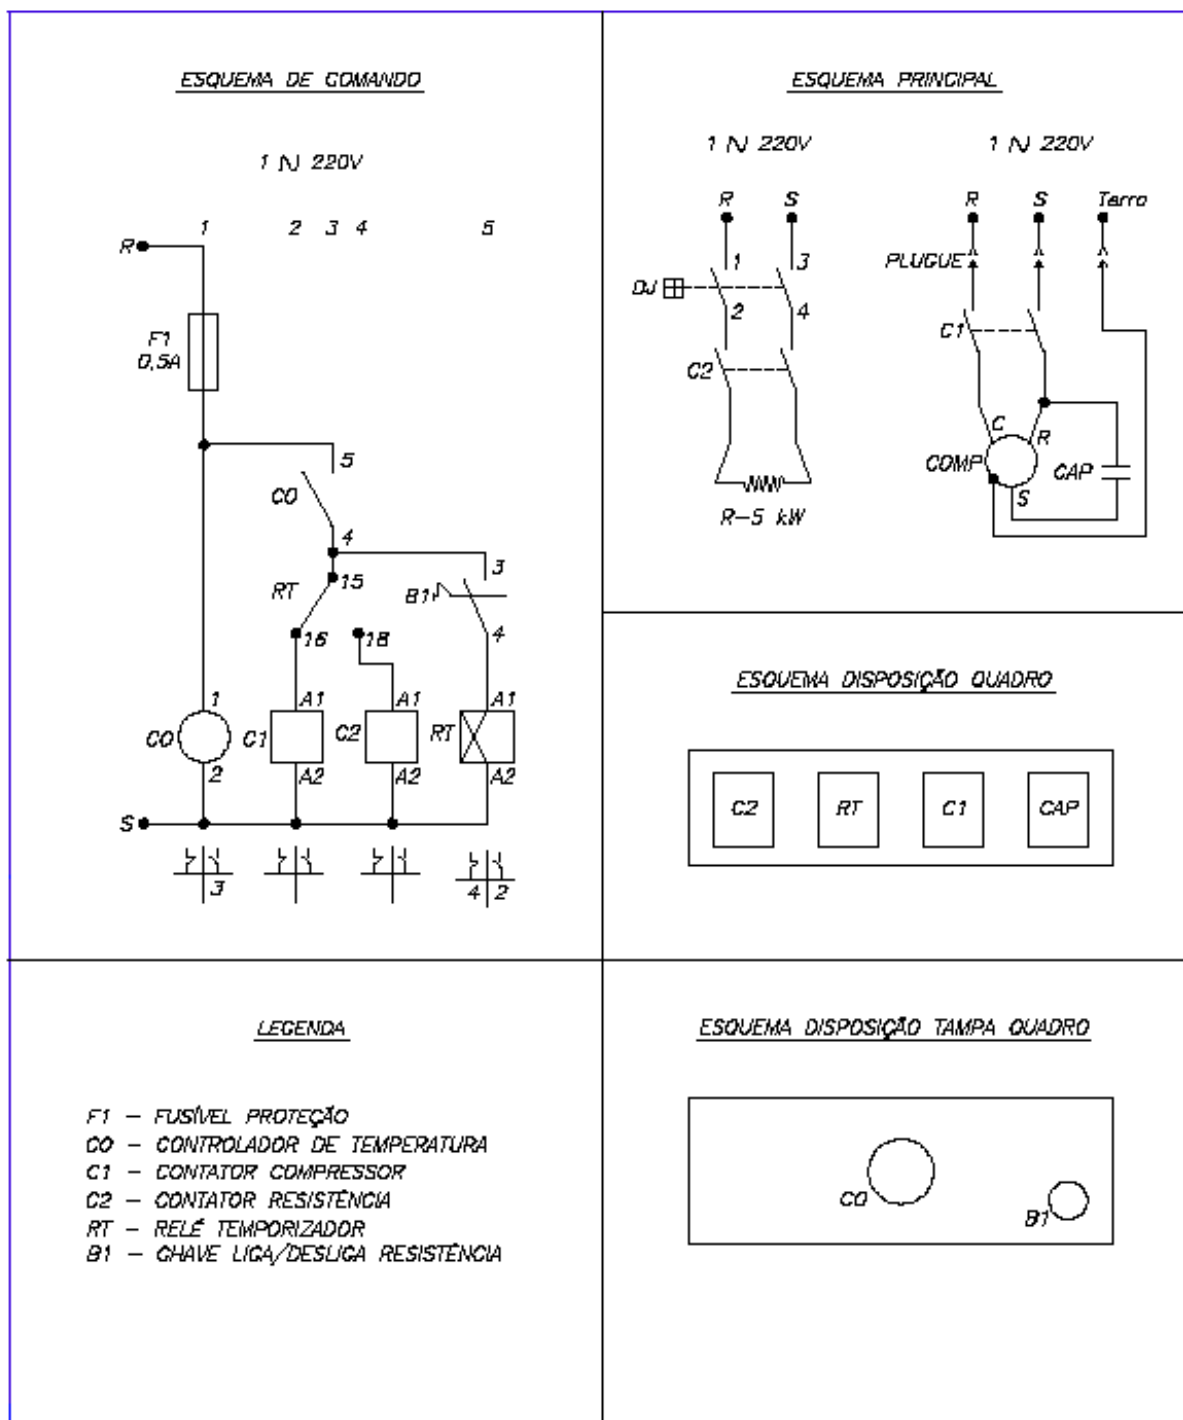 ESQUEMA DE COMANDO
1 N 220V
1 2 3 4 5
R
F1
0,5A
5
CO
4
15
3
RT
B1
16 18
4
1 A1 A1 A1
CO C1 C2 RT
2 A2 A2 A2
S
3
4 2
ESQUEMA PRINCIPAL
1 N 220V 1 N 220V
R S
R S Terra
PLUGUE
1 3
DJ
2 4
C1
C2
C R
COMP CAP
S
R-5 kW
ESQUEMA DISPOSIÇÃO QUADRO
C2 RT C1 CAP
LEGENDA
F1 – FUSÍVEL PROTEÇÃO
CO – CONTROLADOR DE TEMPERATURA
C1 – CONTATOR COMPRESSOR
C2 – CONTATOR RESISTÊNCIA
RT – RELÉ TEMPORIZADOR
B1 – CHAVE LIGA/DESLIGA RESISTÊNCIA
ESQUEMA DISPOSIÇÃO TAMPA QUADRO
CO
B1